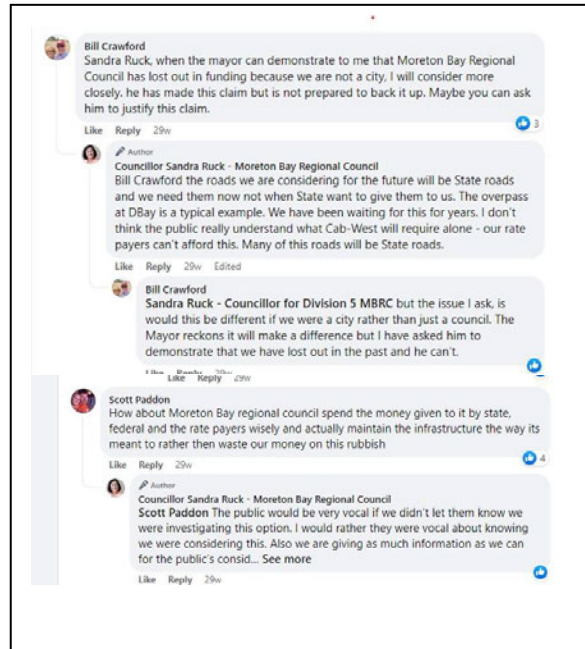 Bill Crawford
Sandra Ruck, when the mayor can demonstrate to me that Moreton Bay Regional
Council has lost out in funding because we are not a city, I will consider more
closely. he has made this claim but is not prepared to back it up. Maybe you can ask
him to justify this claim.
Like Reply 29w
3
Author
Councillor Sandra Ruck - Moreton Bay Regional Council
Bill Crawford the roads we are considering for the future will be State roads
and we need them now not when State want to give them to us. The overpass
at DBay is a typical example. We have been waiting for this for years. I don't
think the public really understand what Cab-West will require alone - our rate
payers can't afford this. Many of this roads will be State roads.
Like Reply 29w Edited
Bill Crawford
Sandra Ruck - Councillor for Division 5 MBRC but the issue I ask, is
would this be different if we were a city rather than just a council. The
Mayor reckons it will make a difference but I have asked him to
demonstrate that we have lost out in the past and he can't.
Like Reply 29w
Like Reply 29w
Scott Paddon
How about Moreton Bay regional council spend the money given to it by state,
federal and the rate payers wisely and actually maintain the infrastructure the way its
meant to rather then waste our money on this rubbish
Like Reply 29w
4
Author
Councillor Sandra Ruck - Moreton Bay Regional Council
Scott Paddon The public would be very vocal if we didn't let them know we
were investigating this option. I would rather they were vocal about knowing
we were considering this. Also we are giving as much information as we can
for the public's consid... See more
Like Reply 29w